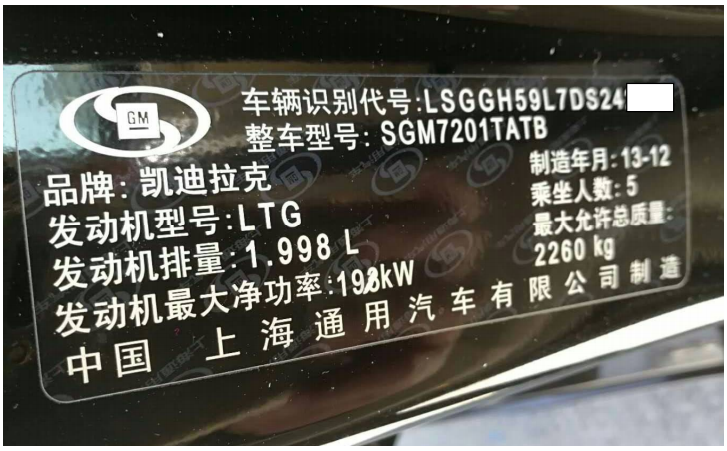 GM
车辆识别代号:LSGGH59L7DS24
整车型号: SGM7201TATB
品牌: 凯迪拉克
制造年月:13-12
发动机型号:LTG
乘坐人数:5
发动机排量:1.998 L
最大允许总质量:
2260 kg
发动机最大净功率:198kW
中国 上海通用汽车有限公司制造